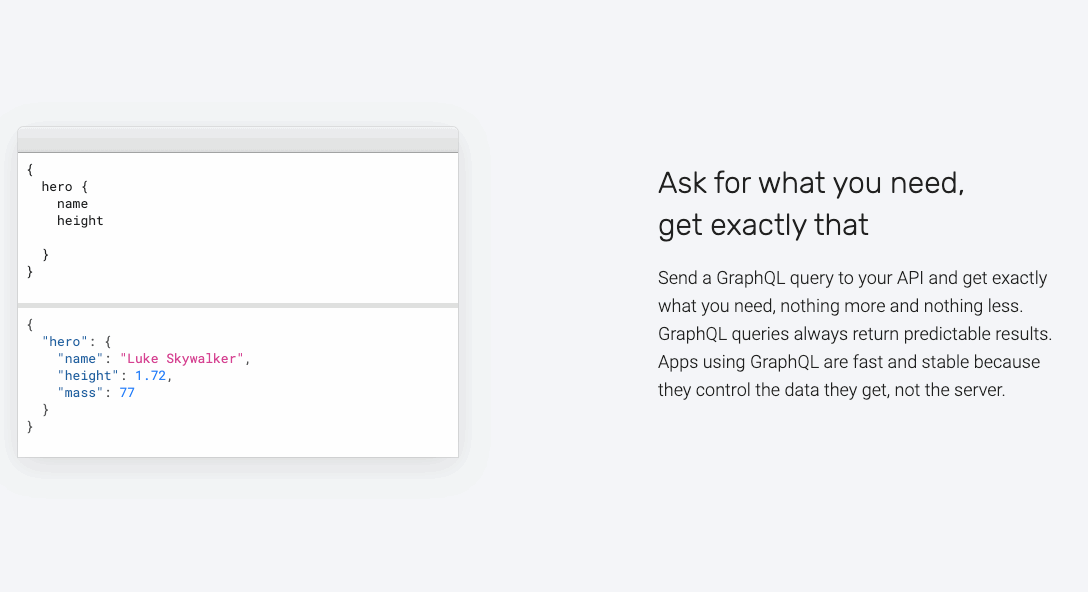 {
  hero {
    name
    height
  }
}
{
  "hero": {
    "name": "Luke Skywalker",
    "height": 1.72,
    "mass": 77
  }
}
Ask for what you need,
get exactly that
Send a GraphQL query to your API and get exactly
what you need, nothing more and nothing less.
GraphQL queries always return predictable results.
Apps using GraphQL are fast and stable because
they control the data they get, not the server.